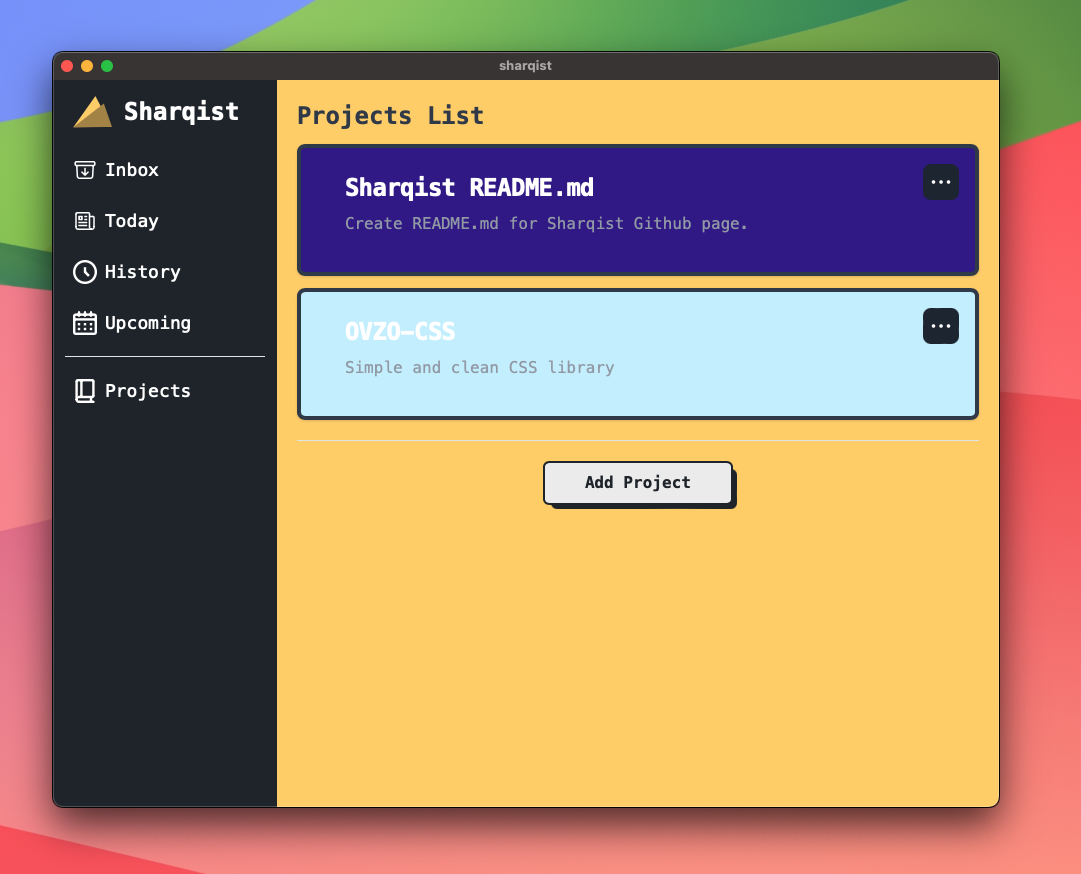 sharqist
Sharqist
Inbox
Today
History
Upcoming
Projects
Projects List
Sharqist README.md
Create README.md for Sharqist Github page.
OVZO-CSS
Simple and clean CSS library
Add Project